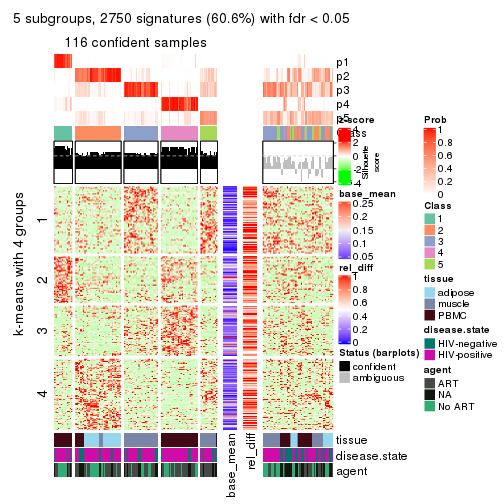 5 subgroups, 2750 signatures (60.6%) with fdr < 0.05
116 confident samples
p1
p2
p3
p4
p5
z-score
4
2
0
-2
-4
Class
Silhouette
score
k-means with 4 groups
1
2
3
4
base_mean
0.25
0.2
0.15
0.1
0.05
rel_diff
1
0.8
0.6
0.4
0.2
0
Status (barplots)
confident
ambiguous
Prob
1
0.8
0.6
0.4
0.2
0
Class
1
2
3
4
5
tissue
adipose
muscle
PBMC
disease.state
HIV-negative
HIV-positive
agent
ART
NA
No ART
tissue
disease.state
agent
base_mean
rel_diff